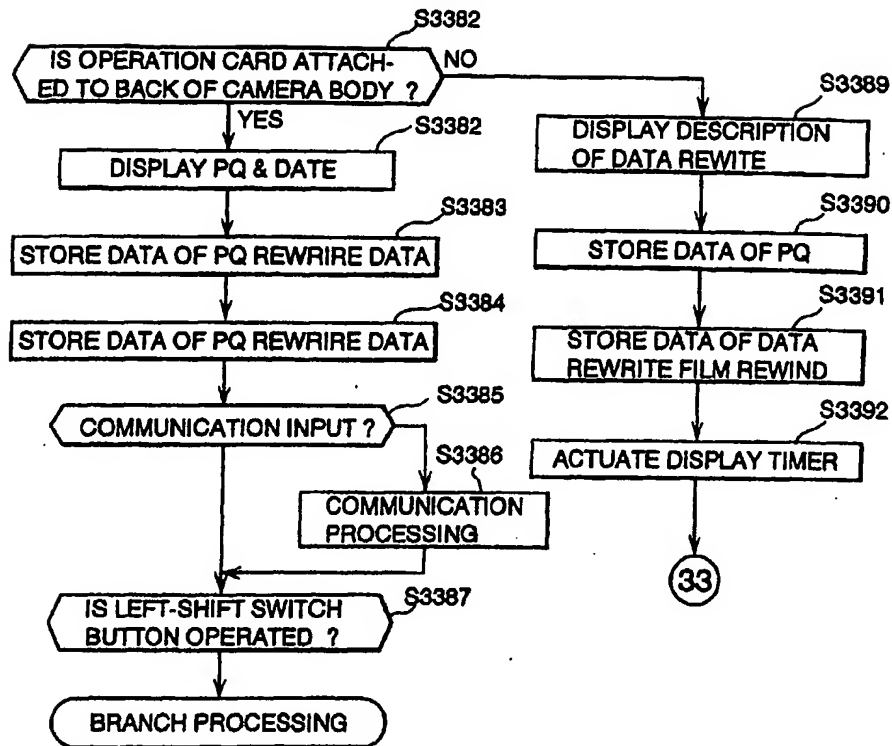 S3382
IS OPERATION CARD ATTACH-
ED TO BACK OF CAMERA BODY ?
NO
YES
S3382
DISPLAY PQ & DATE
S3383
STORE DATA OF PQ REWRIRE DATA
S3384
STORE DATA OF PQ REWRIRE DATA
S3385
COMMUNICATION INPUT ?
S3386
COMMUNICATION
PROCESSING
S3387
IS LEFT-SHIFT SWITCH
BUTTON OPERATED ?
BRANCH PROCESSING
S3389
DISPLAY DESCRIPTION
OF DATA REWITE
S3390
STORE DATA OF PQ
S3391
STORE DATA OF DATA
REWRITE FILM REWIND
S3392
ACTUATE DISPLAY TIMER
33